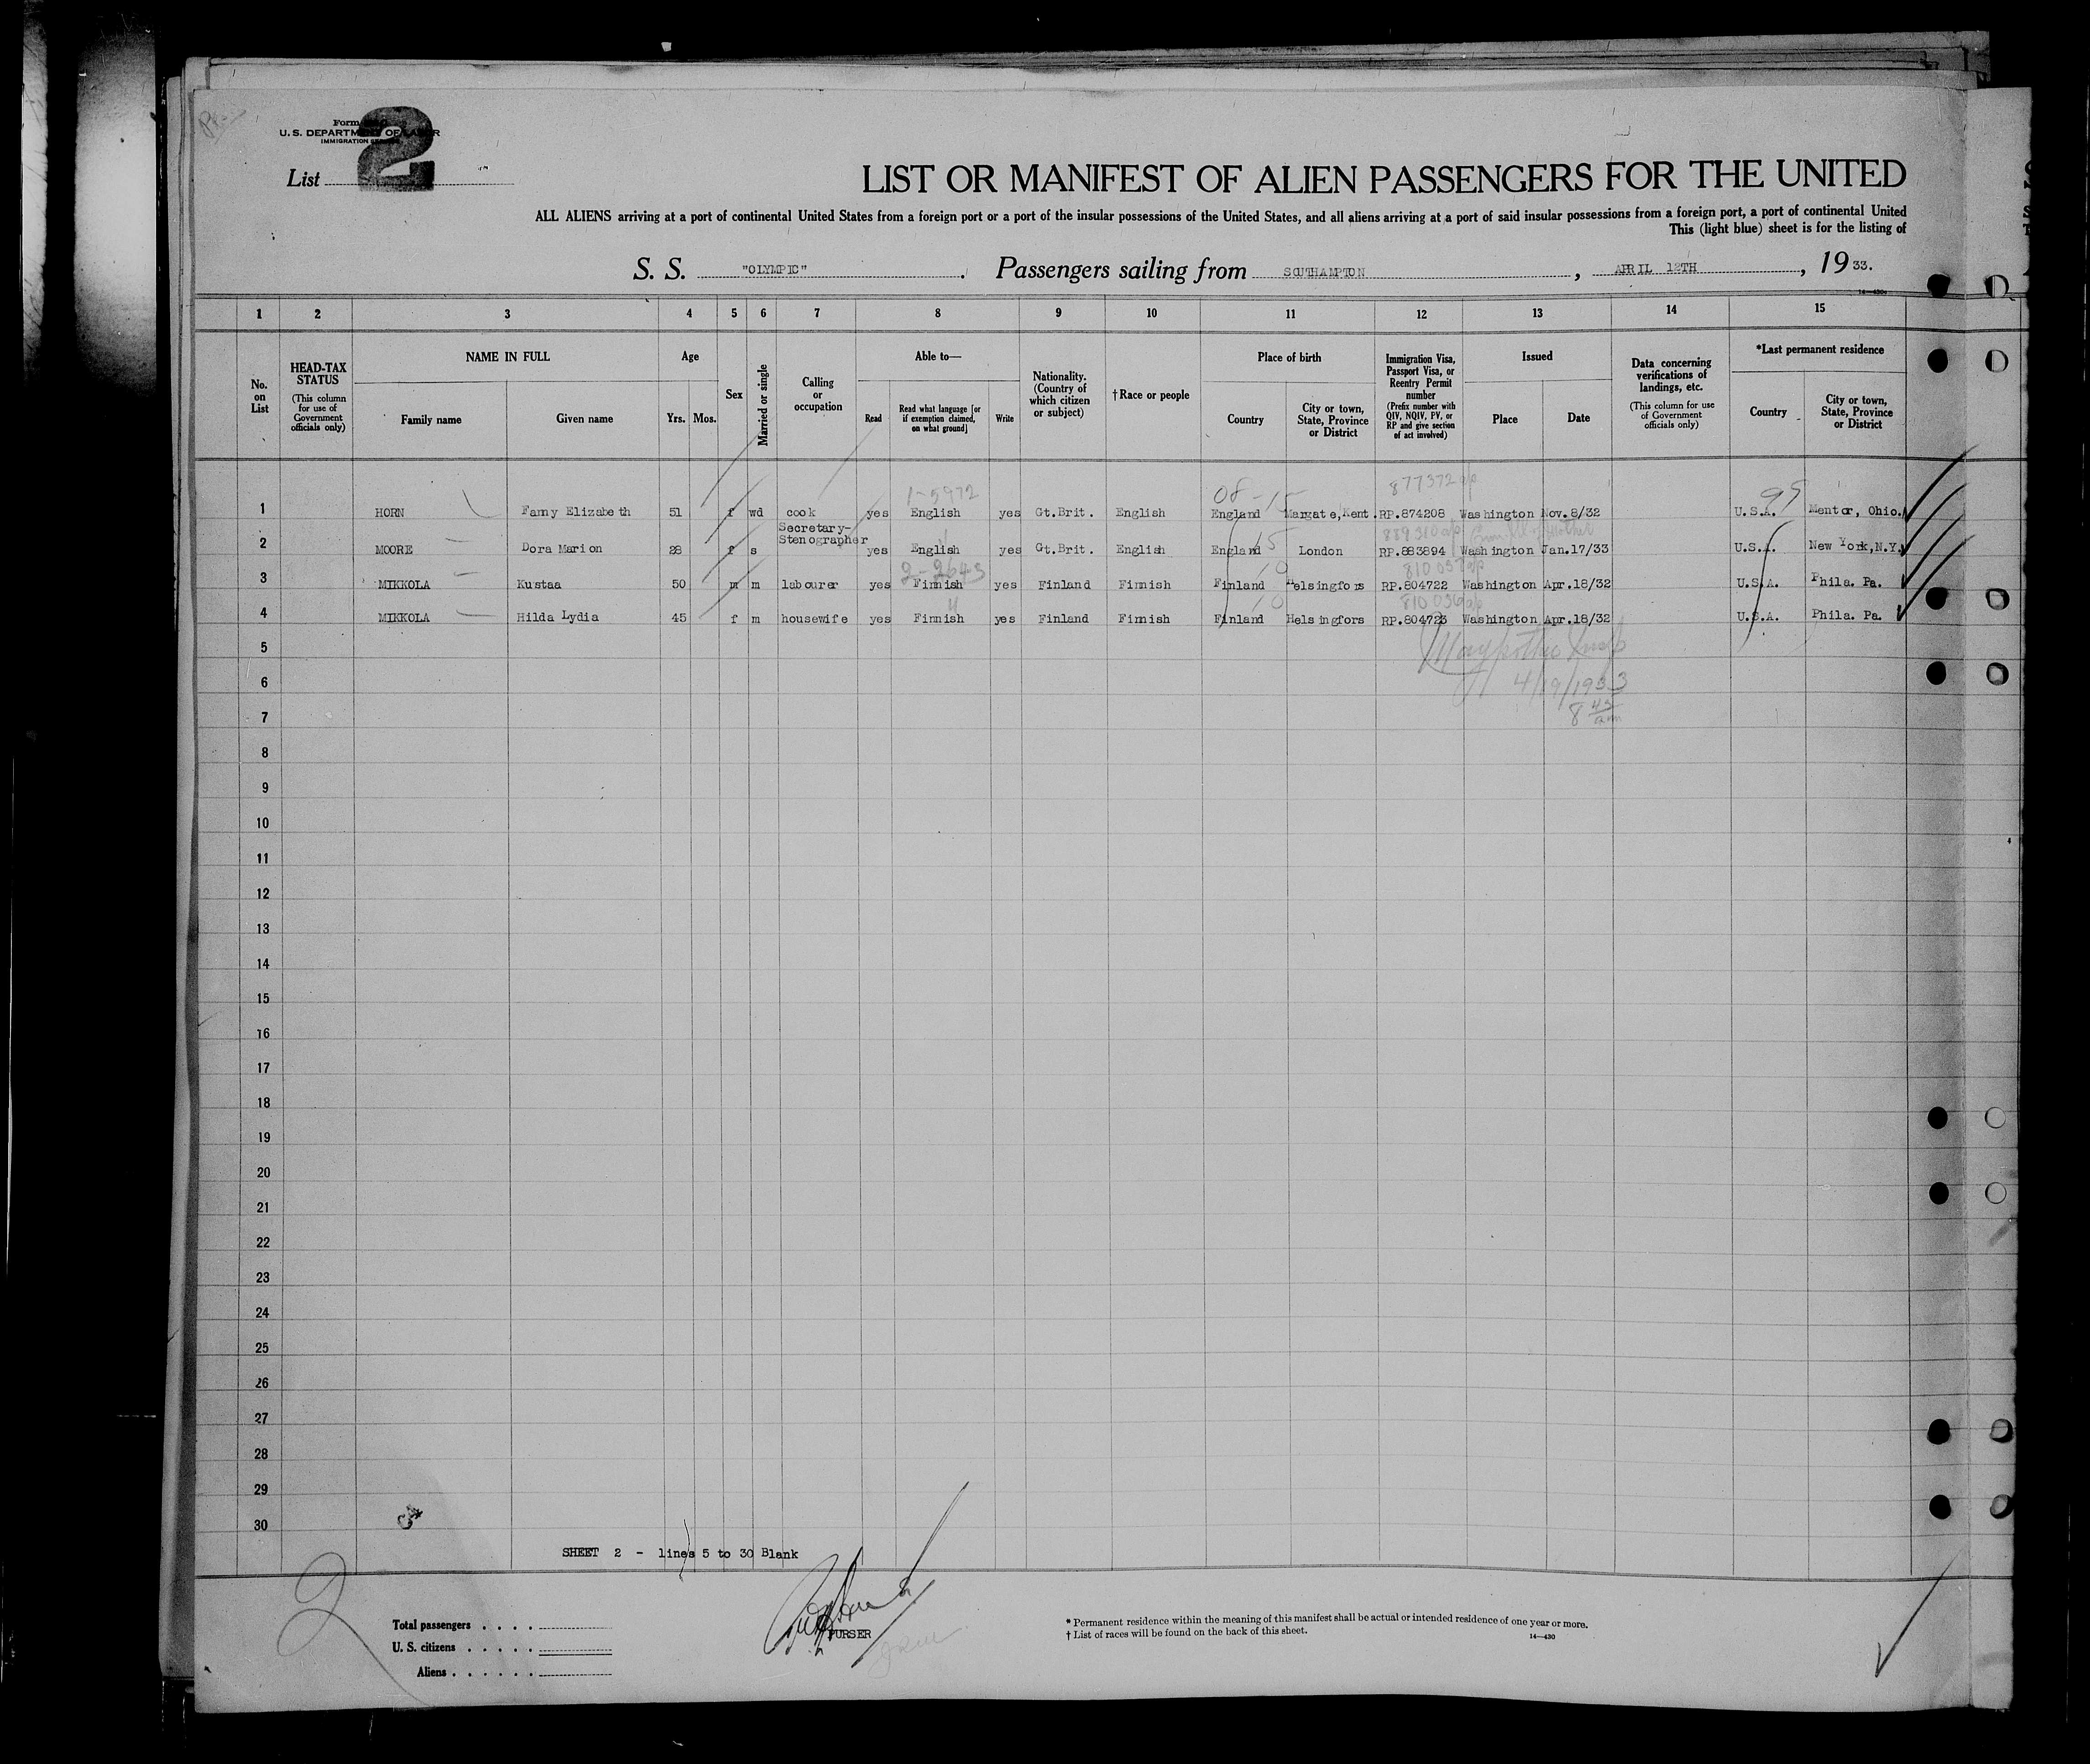 Form
U. S. DEPARTMENT OF LABOR
IMMIGRATION
List 2
LIST OR MANIFEST OF ALIEN PASSENGERS FOR THE UNITED
ALL ALIENS arriving at a port of continental United States from a foreign port or a port of the insular possessions of the United States, and all aliens arriving at a port of said insular possessions from a foreign port, a port of continental United
This (light blue) sheet is for the listing of
S. S. "OLYMPIC". Passengers sailing from SOUTHAMPTON, APRIL 12TH, 1933.
1 2 3 4 5 6 7 8 9 10 11 12 13 14 15
No. on List
HEAD-TAX STATUS (This column for use of Government officials only)
NAME IN FULL
Family name Given name
Age
Yrs. Mos.
Sex
Married or single
Calling or occupation
Able to—
Read Read what language [or if exemption claimed, on what ground] Write
Nationality. (Country of which citizen or subject)
†Race or people
Place of birth
Country City or town, State, Province or District
Immigration Visa, Passport Visa, or Reentry Permit number (Prefix number with QIV, NQIV, PV, or RP and give section of act involved)
Issued
Place Date
Data concerning verifications of landings, etc. (This column for use of Government officials only)
*Last permanent residence
Country City or town, State, Province or District
1-5972 08-15 877372 95
1 HORN Fanny Elizabeth 51 f wd cook yes English yes Gt.Brit. English England Margate,Kent. RP.874208 Washington Nov.8/32 U.S.A. Mentor, Ohio.
2 MOORE Dora Marion 28 f s Secretary-Stenographer yes English yes Gt.Brit. English England London RP.883894 Washington Jan.17/33 U.S.A. New York,N.Y.
2-2643 10 810037
3 MIKKOLA Kustaa 50 m m labourer yes Finnish yes Finland Finnish Finland Helsingfors RP.804722 Washington Apr.18/32 U.S.A. Phila. Pa.
10 810036
4 MIKKOLA Hilda Lydia 45 f m housewife yes Finnish yes Finland Finnish Finland Helsingfors RP.804723 Washington Apr.18/32 U.S.A. Phila. Pa.
5
6 4/19/1933
7 8 45 am
8
9
10
11
12
13
14
15
16
17
18
19
20
21
22
23
24
25
26
27
28
29
30
SHEET 2 - lines 5 to 30 Blank
2
PURSER
Total passengers . . . .
U. S. citizens . . . . . .
Aliens . . . . . . .
* Permanent residence within the meaning of this manifest shall be actual or intended residence of one year or more.
† List of races will be found on the back of this sheet.
14—430